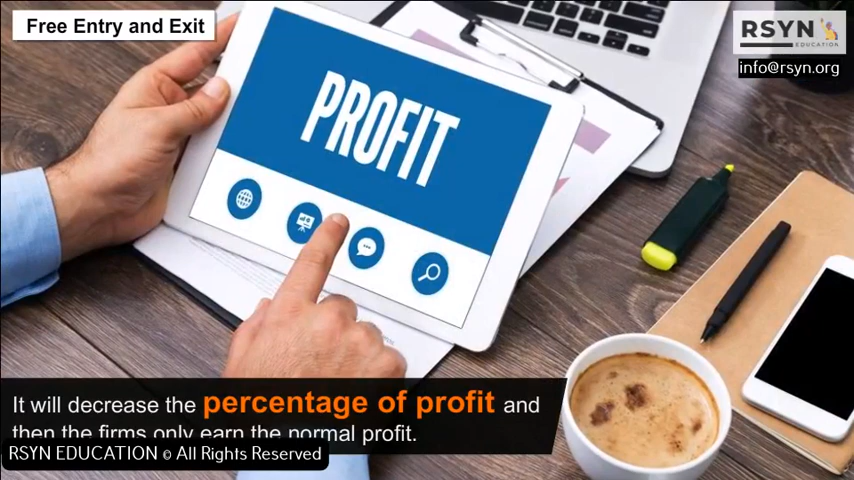 Free Entry and Exit
RSYN
EDUCATION
info@rsyn.org
PROFIT
It will decrease the percentage of profit and
then the firms only earn the normal profit.
RSYN EDUCATION © All Rights Reserved